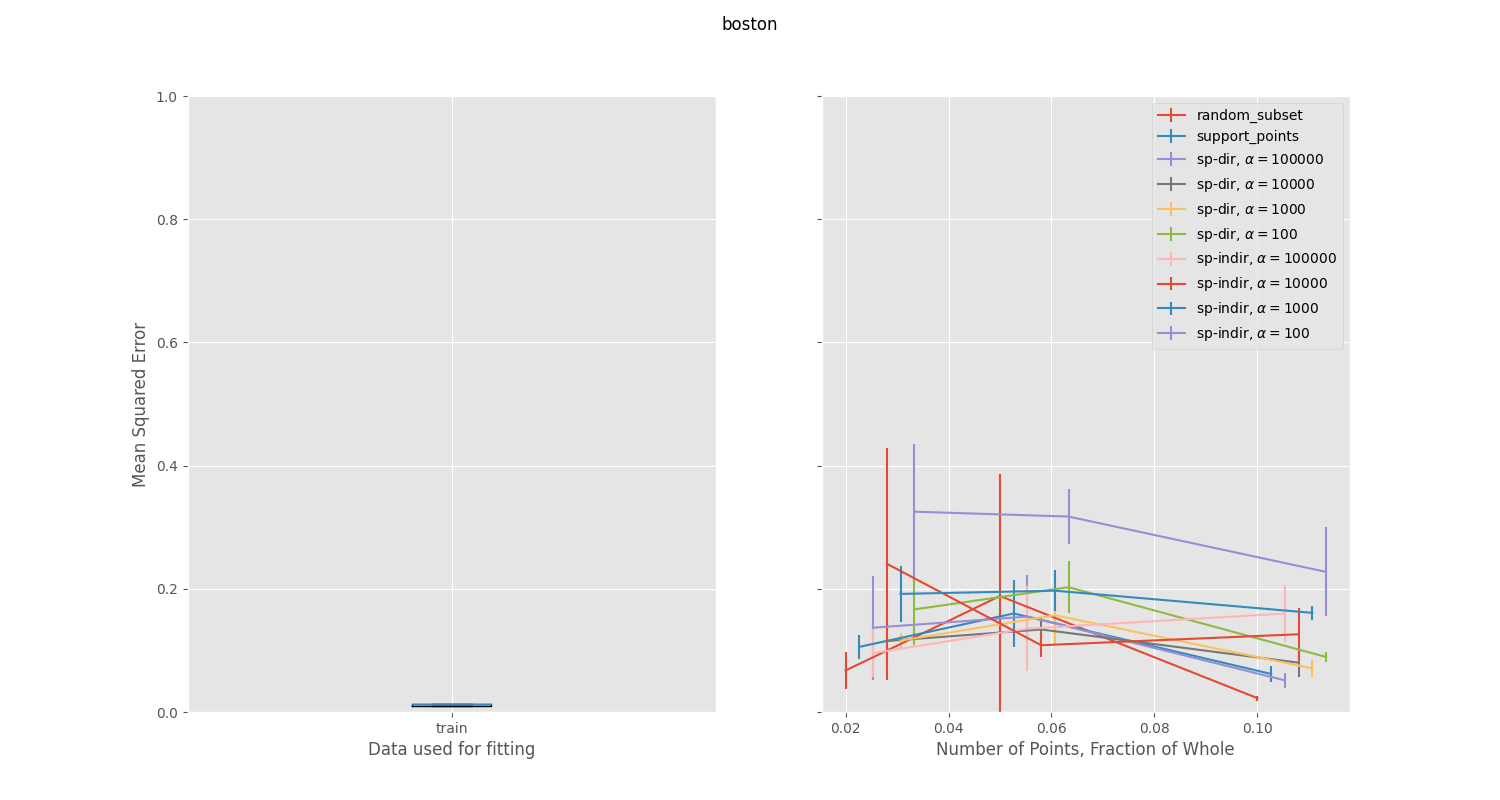 boston
1.0
0.8
0.6
0.4
0.2
0.0
Mean Squared Error
train
Data used for fitting
random_subset
support_points
sp-dir, α = 100000
sp-dir, α = 10000
sp-dir, α = 1000
sp-dir, α = 100
sp-indir, α = 100000
sp-indir, α = 10000
sp-indir, α = 1000
sp-indir, α = 100
0.02 0.04 0.06 0.08 0.10
Number of Points, Fraction of Whole